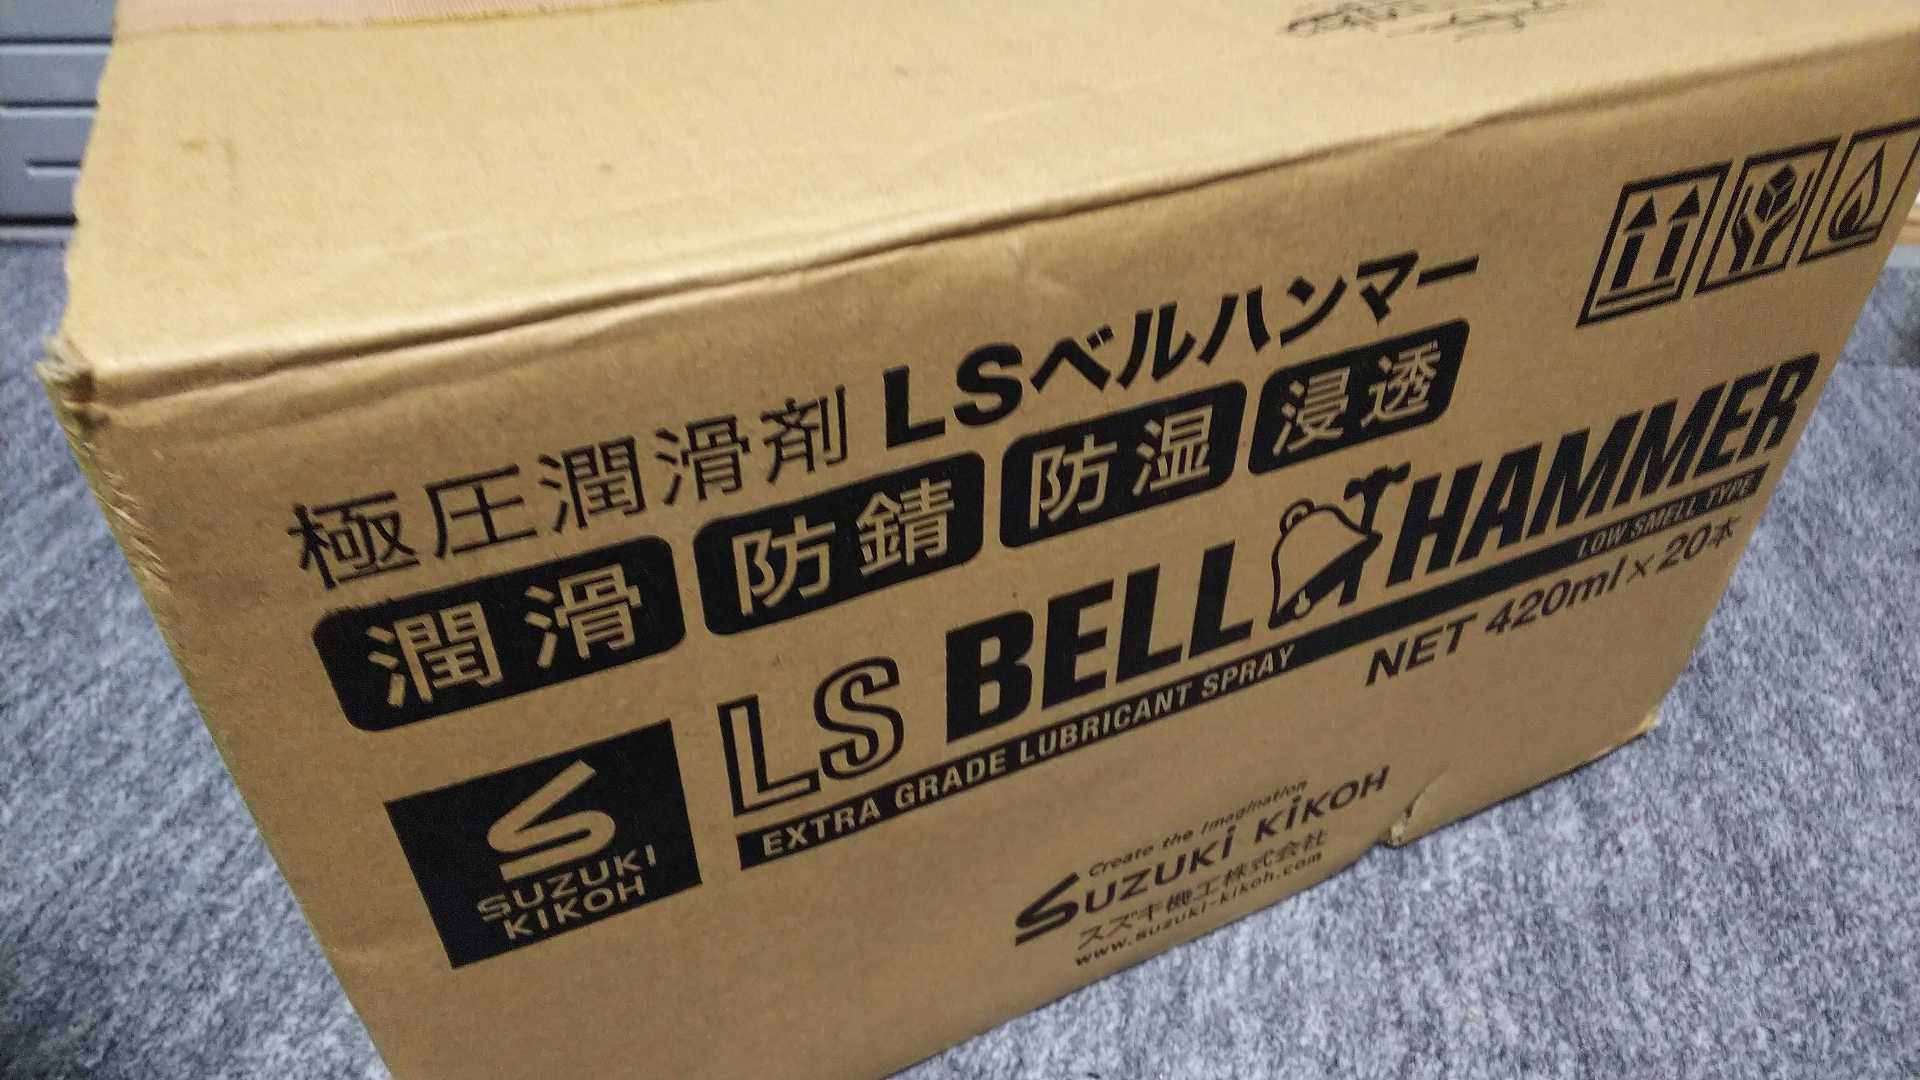 極圧潤滑剤 LSベルハンマー
潤滑 防錆 防湿 浸透
LS BELL HAMMER
EXTRA GRADE LUBRICANT SPRAY LOW SMELL TYPE
NET 420ml×20本
SUZUKI
KIKOH
Create the imagination
SUZUKi KiKOH
スズキ機工株式会社
www.suzuki-kikoh.com